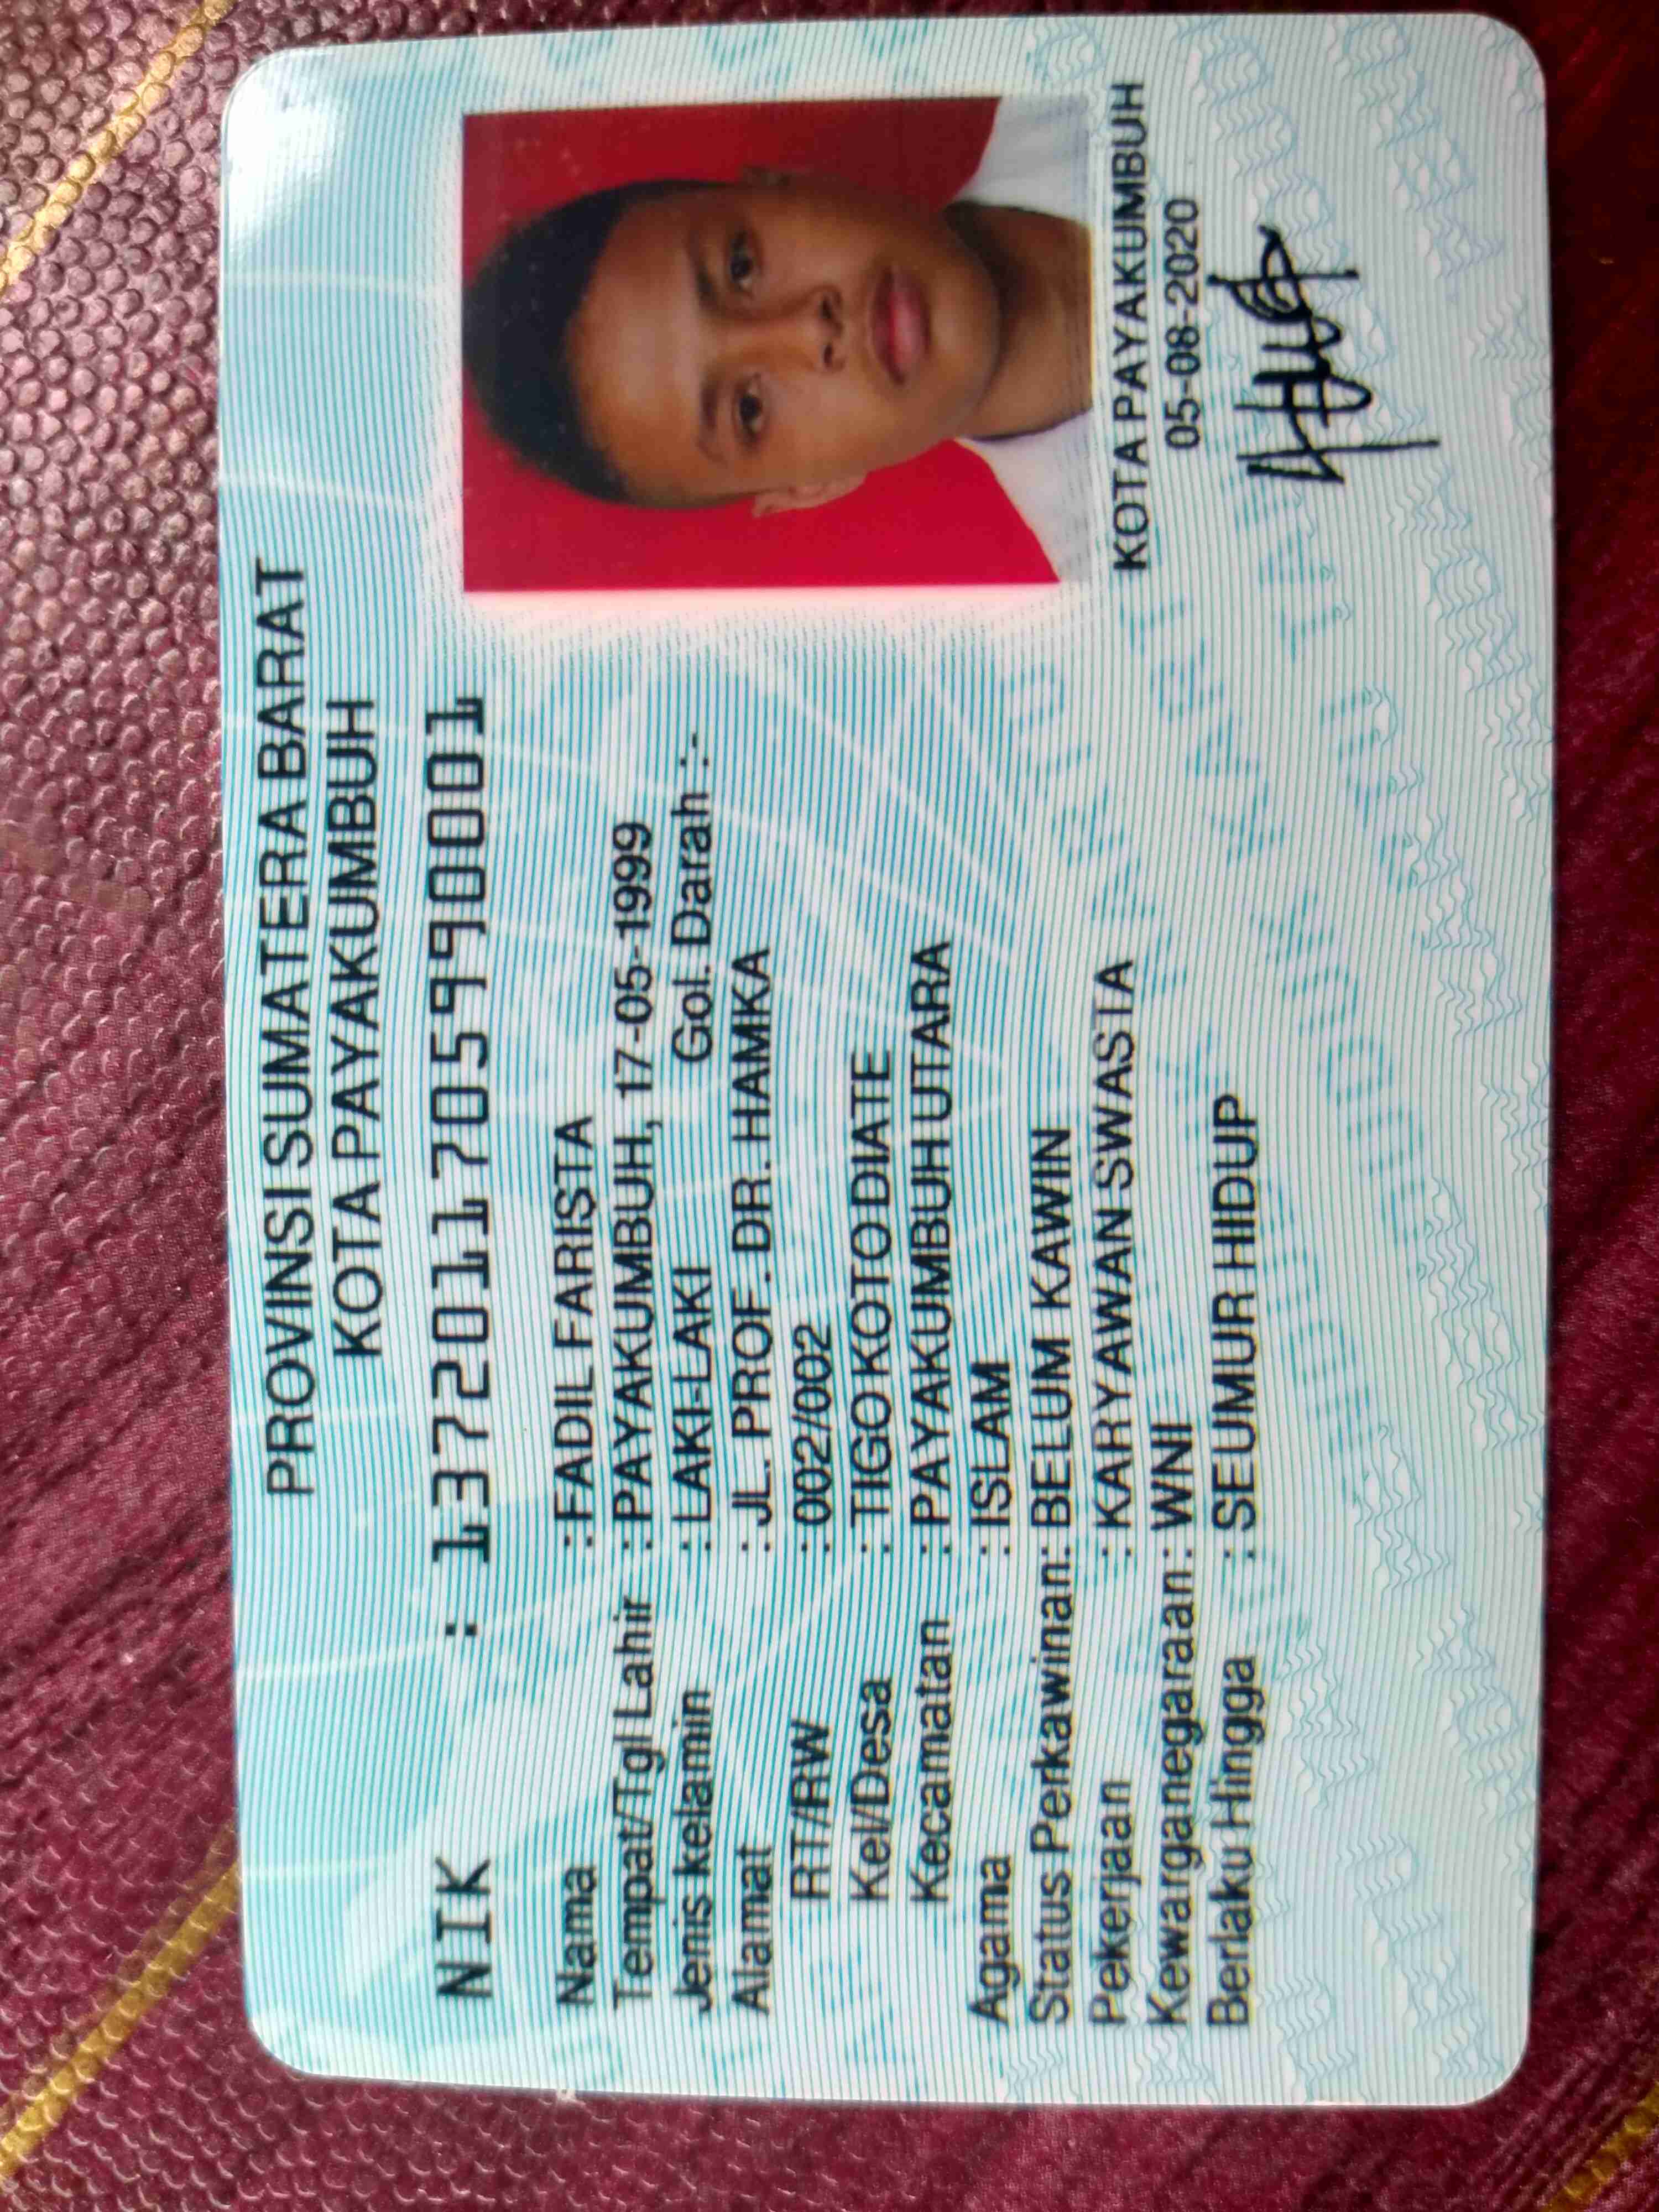 PROVINSI SUMATERA BARAT
KOTA PAYAKUMBUH
NIK : 1372011705990001
Nama : FADIL FARISTA
Tempat/Tgl Lahir : PAYAKUMBUH, 17-05-1999
Jenis kelamin : LAKI-LAKI Gol. Darah :-
Alamat : JL. PROF. DR. HAMKA
RT/RW : 002/002
Kel/Desa : TIGO KOTO DIATE
Kecamatan : PAYAKUMBUH UTARA
Agama : ISLAM
Status Perkawinan: BELUM KAWIN
Pekerjaan : KARYAWAN SWASTA
Kewarganegaraan: WNI
Berlaku Hingga : SEUMUR HIDUP
KOTA PAYAKUMBUH
05-08-2020